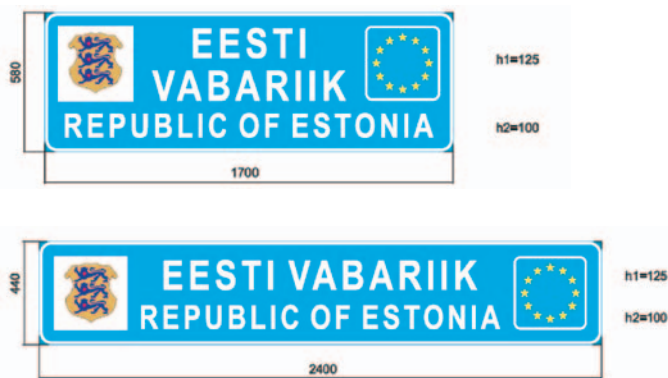 EESTI
VABARIIK
REPUBLIC OF ESTONIA
580
1700
h1=125
h2=100
EESTI VABARIIK
REPUBLIC OF ESTONIA
440
2400
h1=125
h2=100